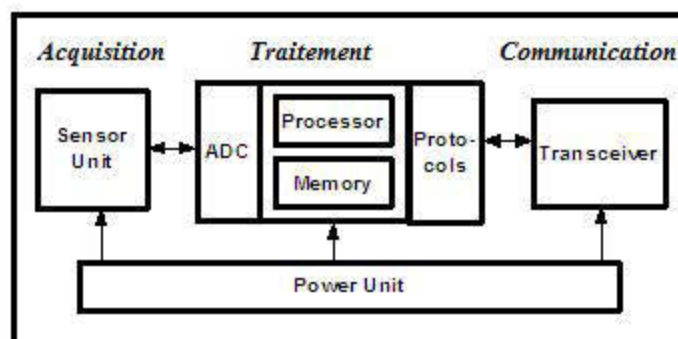 Acquisition Traitement Communication
Sensor
Unit
ADC
Processor
Memory
Proto-
cols
Transceiver
Power Unit